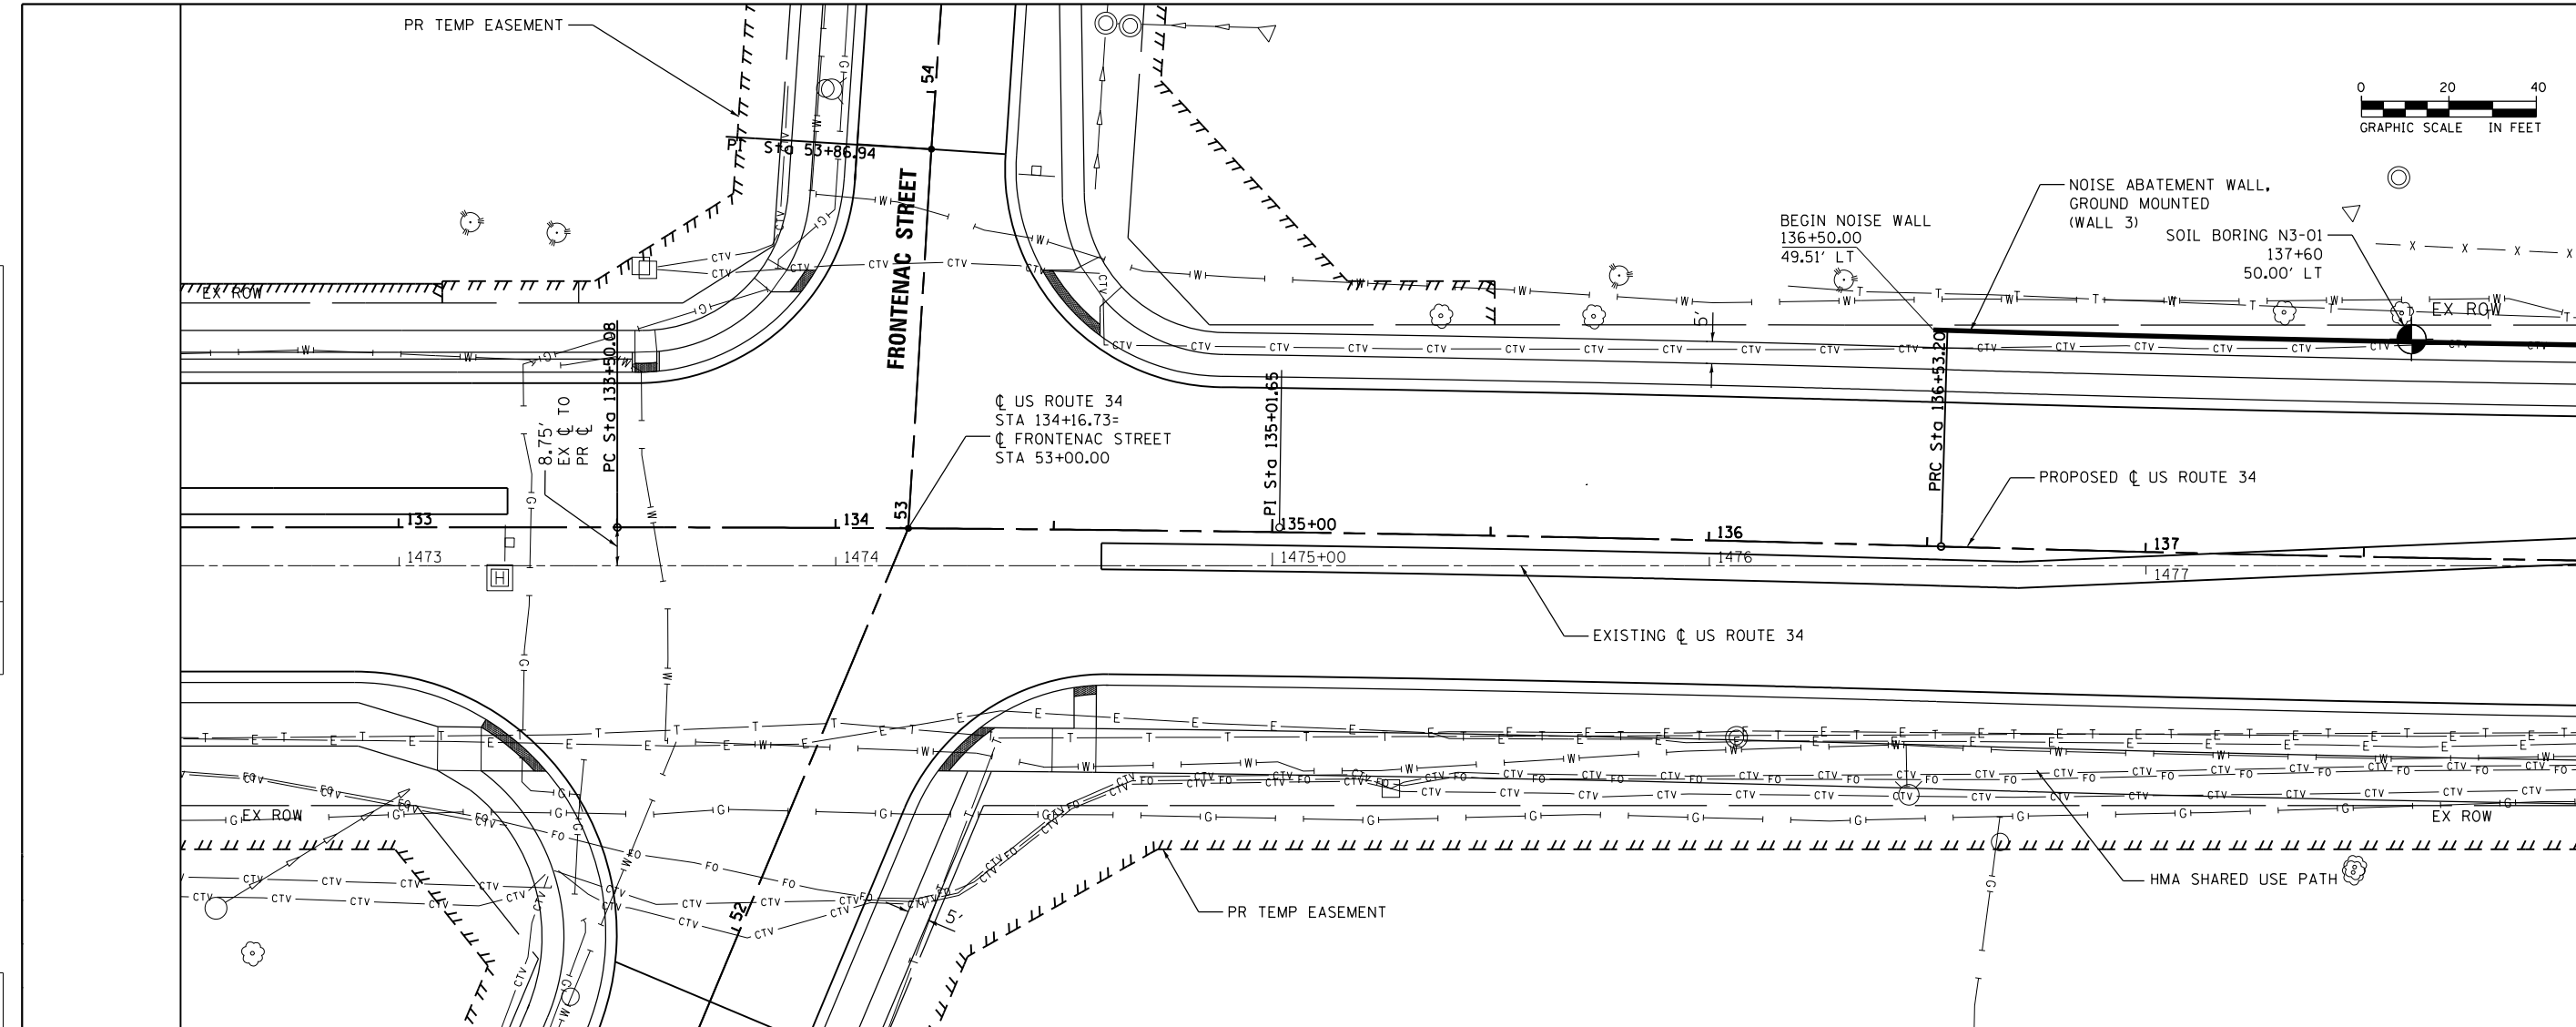 PR TEMP EASEMENT
54
PI Sta 53+86.94
FRONTENAC STREET
0 20 40
GRAPHIC SCALE IN FEET
NOISE ABATEMENT WALL,
GROUND MOUNTED
(WALL 3)
BEGIN NOISE WALL
136+50.00
49.51' LT
SOIL BORING N3-01
137+60
50.00' LT
EX ROW
EX ROW
5'
8.75'
EX ℄ TO
PR ℄
PC Sta 133+50.08
℄ US ROUTE 34
STA 134+16.73=
℄ FRONTENAC STREET
STA 53+00.00
PI Sta 135+01.65
PRC Sta 136+53.20
PROPOSED ℄ US ROUTE 34
133
134
53
135+00
136
137
1473
1474
1475+00
1476
1477
H
EXISTING ℄ US ROUTE 34
EX ROW
EX ROW
HMA SHARED USE PATH
PR TEMP EASEMENT
52
5'